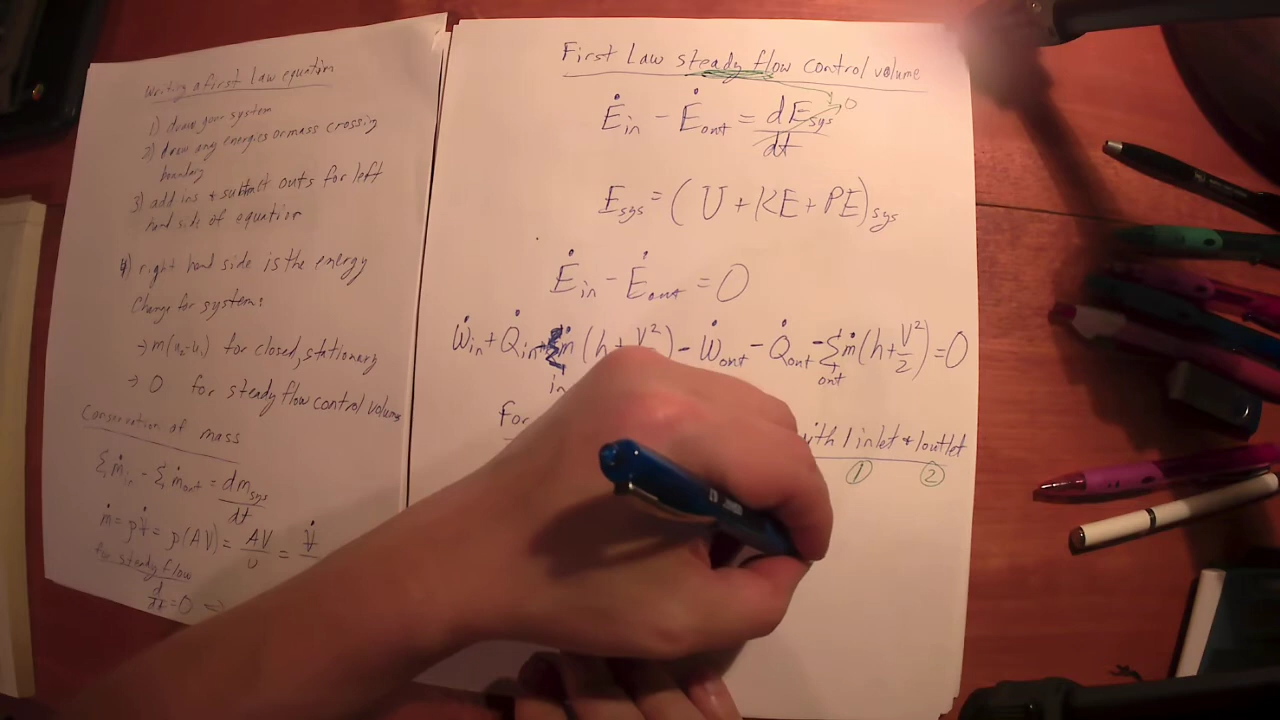 Writing a first Law equation
1) draw your system
2) draw any energies or mass crossing
boundary
3) add ins + subtract outs for left
hand side of equation
4) right hand side is the energy
Change for system:
→ m(u₂-u₁) for closed, stationary
→ 0 for steady flow control volume
Conservation of mass
Σṁin - Σṁout = dmsys/dt
ṁ = ρV̇ = ρ(AV) = AV/υ = V̇
for steady flow
d/dt = 0
First Law steady flow control volume
Ėin - Ėout = dEsys/dt 0
Esys = (U + KE + PE)sys
Ėin - Ėout = 0
Ẇin + Q̇in + Σin ṁ(h + V²) - Ẇout - Q̇out - Σout ṁ(h + V²/2) = 0
For with 1 inlet + 1 outlet
① ②